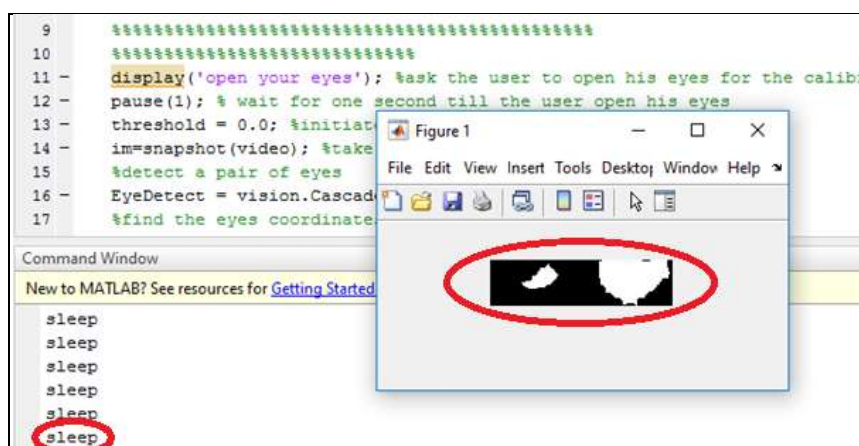 9 %%%%%%%%%%%%%%%%%%%%%%%%%%%%%%%%%%%%%%%%%%%%%
10 %%%%%%%%%%%%%%%%%%%%%%%%%%%%
11 - display('open your eyes'); %ask the user to open his eyes for the calib
12 - pause(1); % wait for one second till the user open his eyes
13 - threshold = 0.0; %initiate
14 - im=snapshot(video); %take
15 %detect a pair of eyes
16 - EyeDetect = vision.Cascad
17 %find the eyes coordinate
Figure 1
File Edit View Insert Tools Desktop Window Help
Command Window
New to MATLAB? See resources for Getting Started
sleep
sleep
sleep
sleep
sleep
sleep